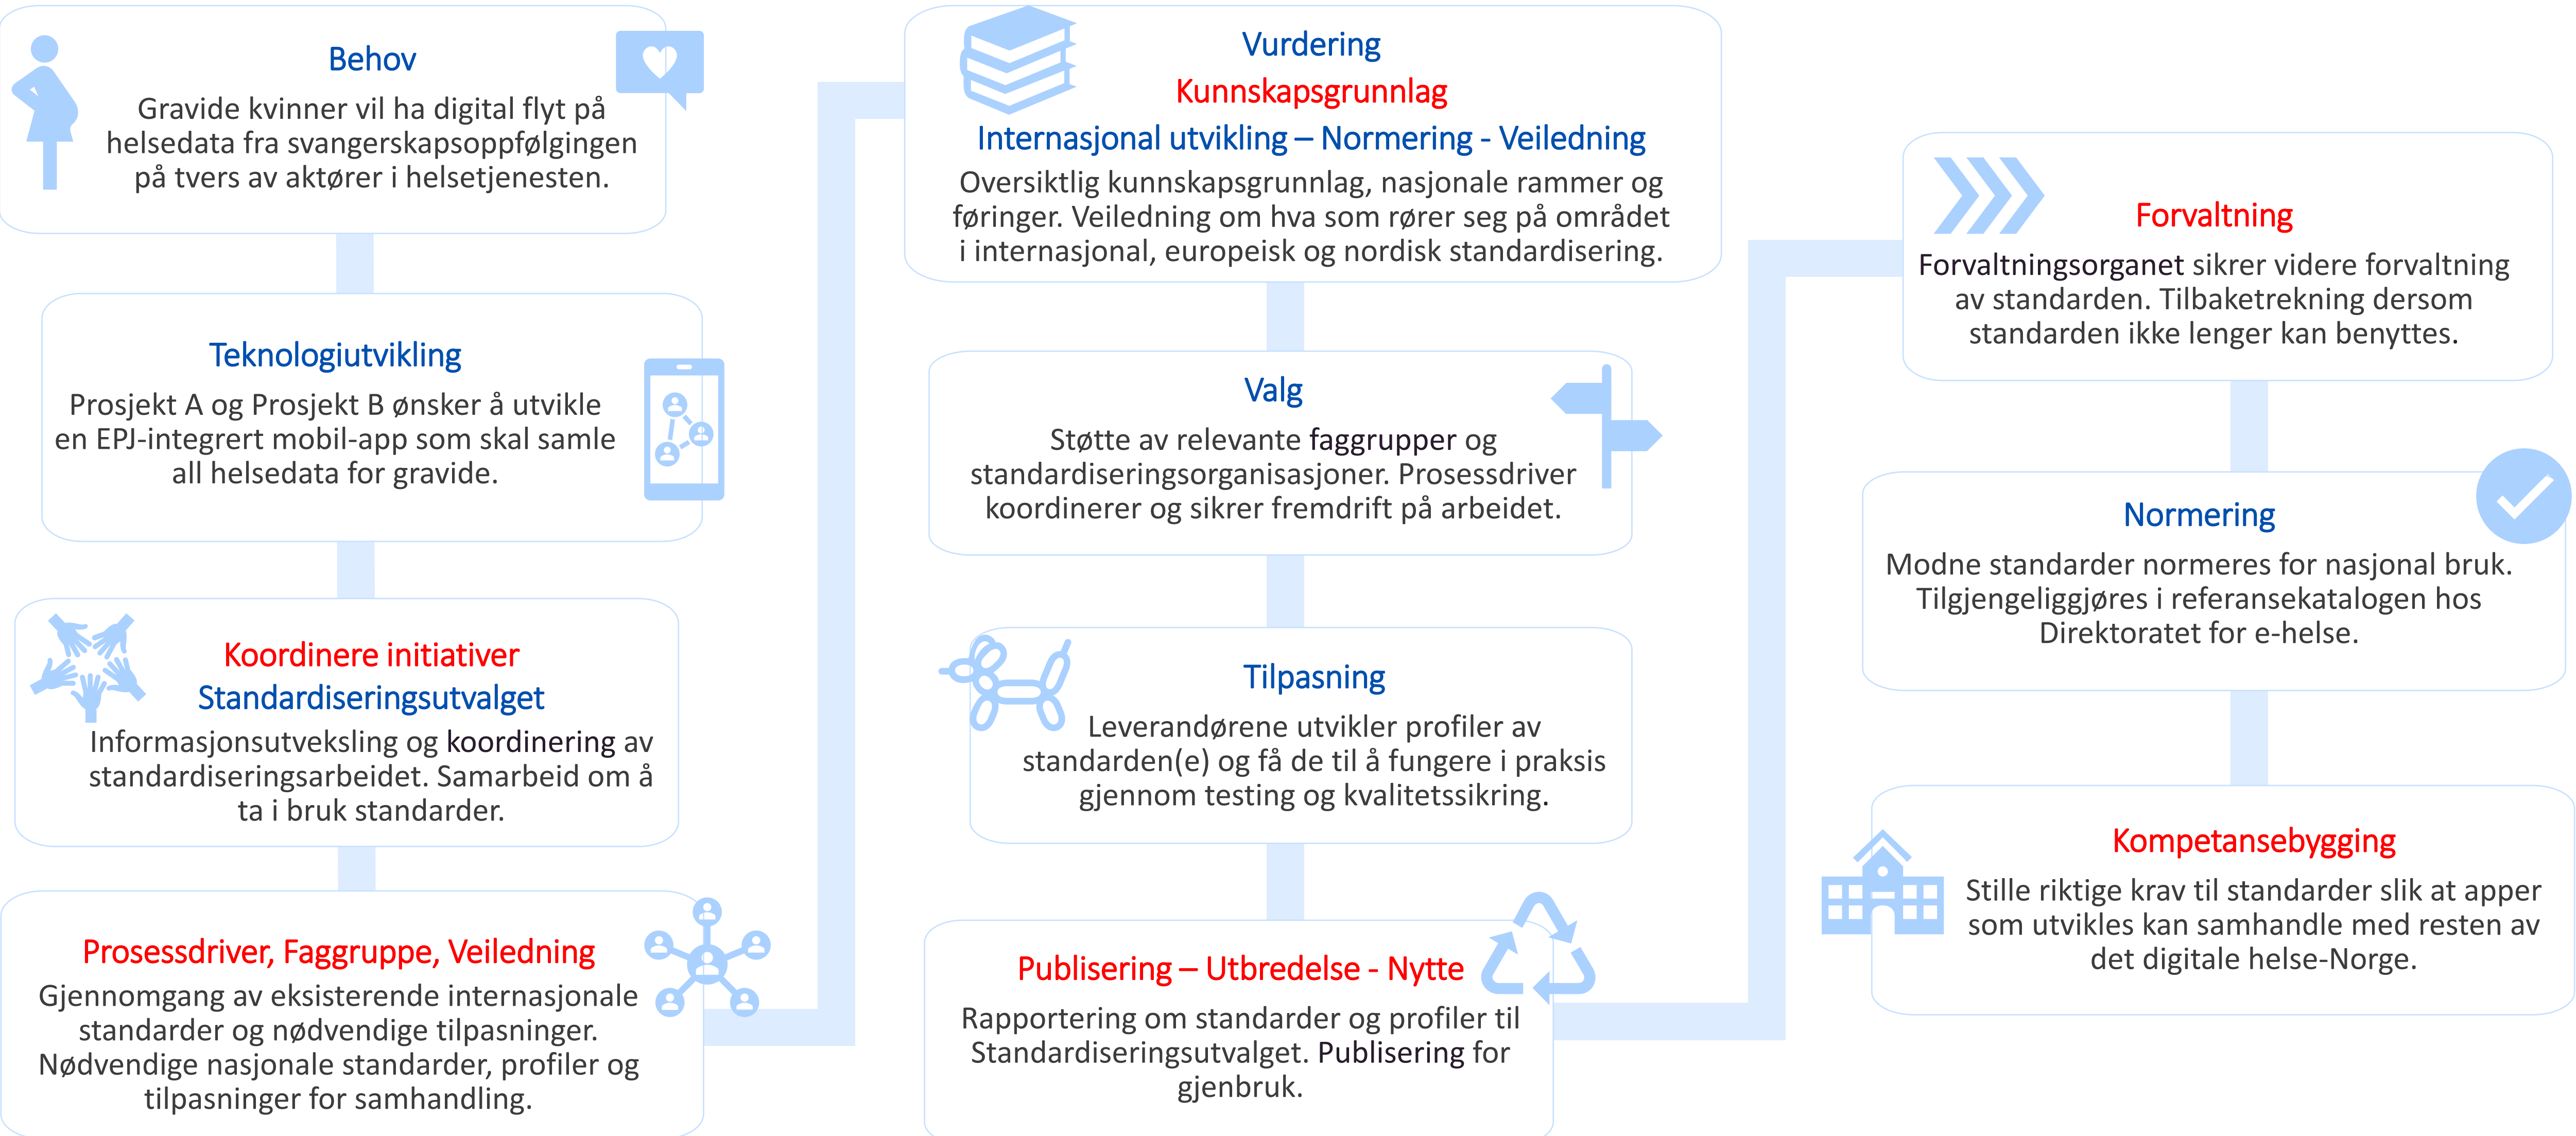 Behov
Gravide kvinner vil ha digital flyt på
helsedata fra svangerskapsoppfølgingen
på tvers av aktører i helsetjenesten.
Teknologiutvikling
Prosjekt A og Prosjekt B ønsker å utvikle
en EPJ-integrert mobil-app som skal samle
all helsedata for gravide.
Koordinere initiativer
Standardiseringsutvalget
Informasjonsutveksling og koordinering av
standardiseringsarbeidet. Samarbeid om å
ta i bruk standarder.
Prosessdriver, Faggruppe, Veiledning
Gjennomgang av eksisterende internasjonale
standarder og nødvendige tilpasninger.
Nødvendige nasjonale standarder, profiler og
tilpasninger for samhandling.
Vurdering
Kunnskapsgrunnlag
Internasjonal utvikling – Normering - Veiledning
Oversiktlig kunnskapsgrunnlag, nasjonale rammer og
føringer. Veiledning om hva som rører seg på området
i internasjonal, europeisk og nordisk standardisering.
Valg
Støtte av relevante faggrupper og
standardiseringsorganisasjoner. Prosessdriver
koordinerer og sikrer fremdrift på arbeidet.
Tilpasning
Leverandørene utvikler profiler av
standarden(e) og få de til å fungere i praksis
gjennom testing og kvalitetssikring.
Publisering – Utbredelse - Nytte
Rapportering om standarder og profiler til
Standardiseringsutvalget. Publisering for
gjenbruk.
Forvaltning
Forvaltningsorganet sikrer videre forvaltning
av standarden. Tilbaketrekning dersom
standarden ikke lenger kan benyttes.
Normering
Modne standarder normeres for nasjonal bruk.
Tilgjengeliggjøres i referansekatalogen hos
Direktoratet for e-helse.
Kompetansebygging
Stille riktige krav til standarder slik at apper
som utvikles kan samhandle med resten av
det digitale helse-Norge.